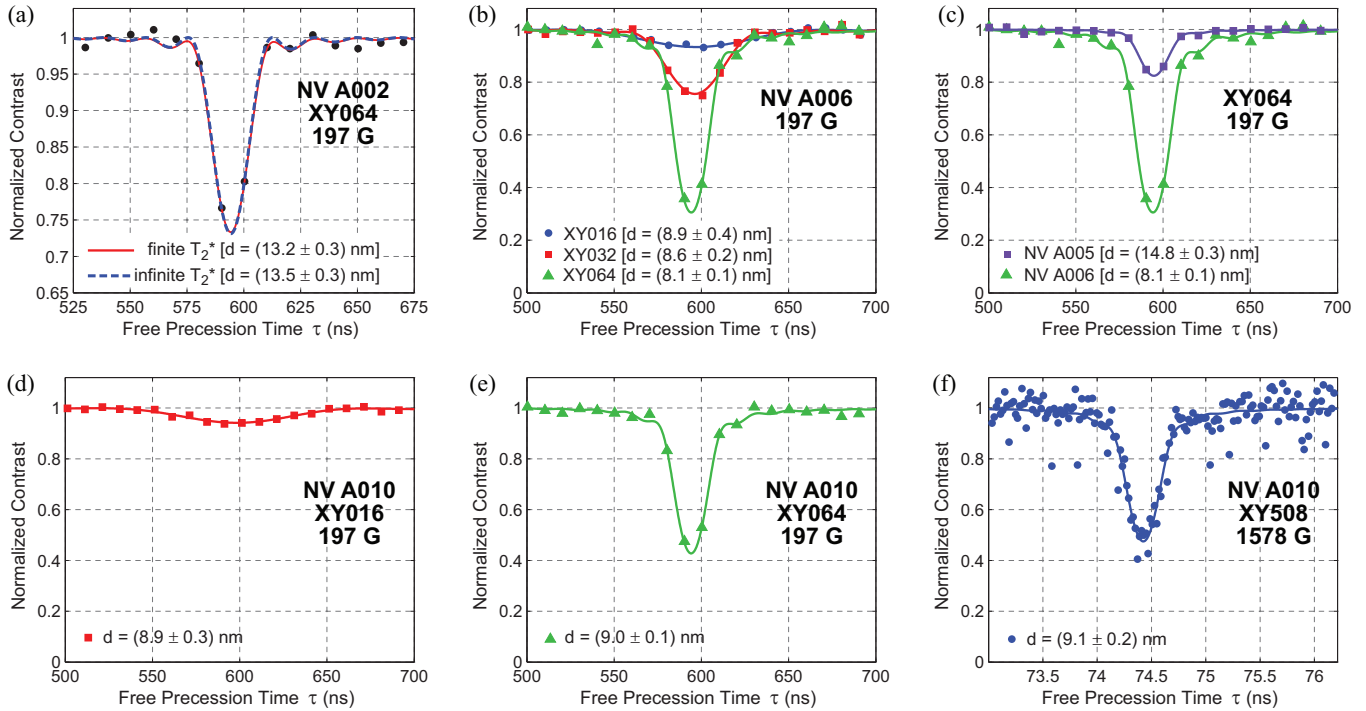 (a)
Normalized Contrast
1
0.95
0.9
0.85
0.8
0.75
0.7
0.65
NV A002
XY064
197 G
finite T2* [d = (13.2 ± 0.3) nm]
infinite T2* [d = (13.5 ± 0.3) nm]
525 550 575 600 625 650 675
Free Precession Time τ (ns)
(b)
Normalized Contrast
1
0.8
0.6
0.4
0.2
0
NV A006
197 G
XY016 [d = (8.9 ± 0.4) nm]
XY032 [d = (8.6 ± 0.2) nm]
XY064 [d = (8.1 ± 0.1) nm]
500 550 600 650 700
Free Precession Time τ (ns)
(c)
Normalized Contrast
1
0.8
0.6
0.4
0.2
0
XY064
197 G
NV A005 [d = (14.8 ± 0.3) nm]
NV A006 [d = (8.1 ± 0.1) nm]
500 550 600 650 700
Free Precession Time τ (ns)
(d)
Normalized Contrast
1
0.8
0.6
0.4
0.2
0
NV A010
XY016
197 G
d = (8.9 ± 0.3) nm
500 550 600 650 700
Free Precession Time τ (ns)
(e)
Normalized Contrast
1
0.8
0.6
0.4
0.2
0
NV A010
XY064
197 G
d = (9.0 ± 0.1) nm
500 550 600 650 700
Free Precession Time τ (ns)
(f)
Normalized Contrast
1
0.8
0.6
0.4
0.2
0
NV A010
XY508
1578 G
d = (9.1 ± 0.2) nm
73.5 74 74.5 75 75.5 76
Free Precession Time τ (ns)